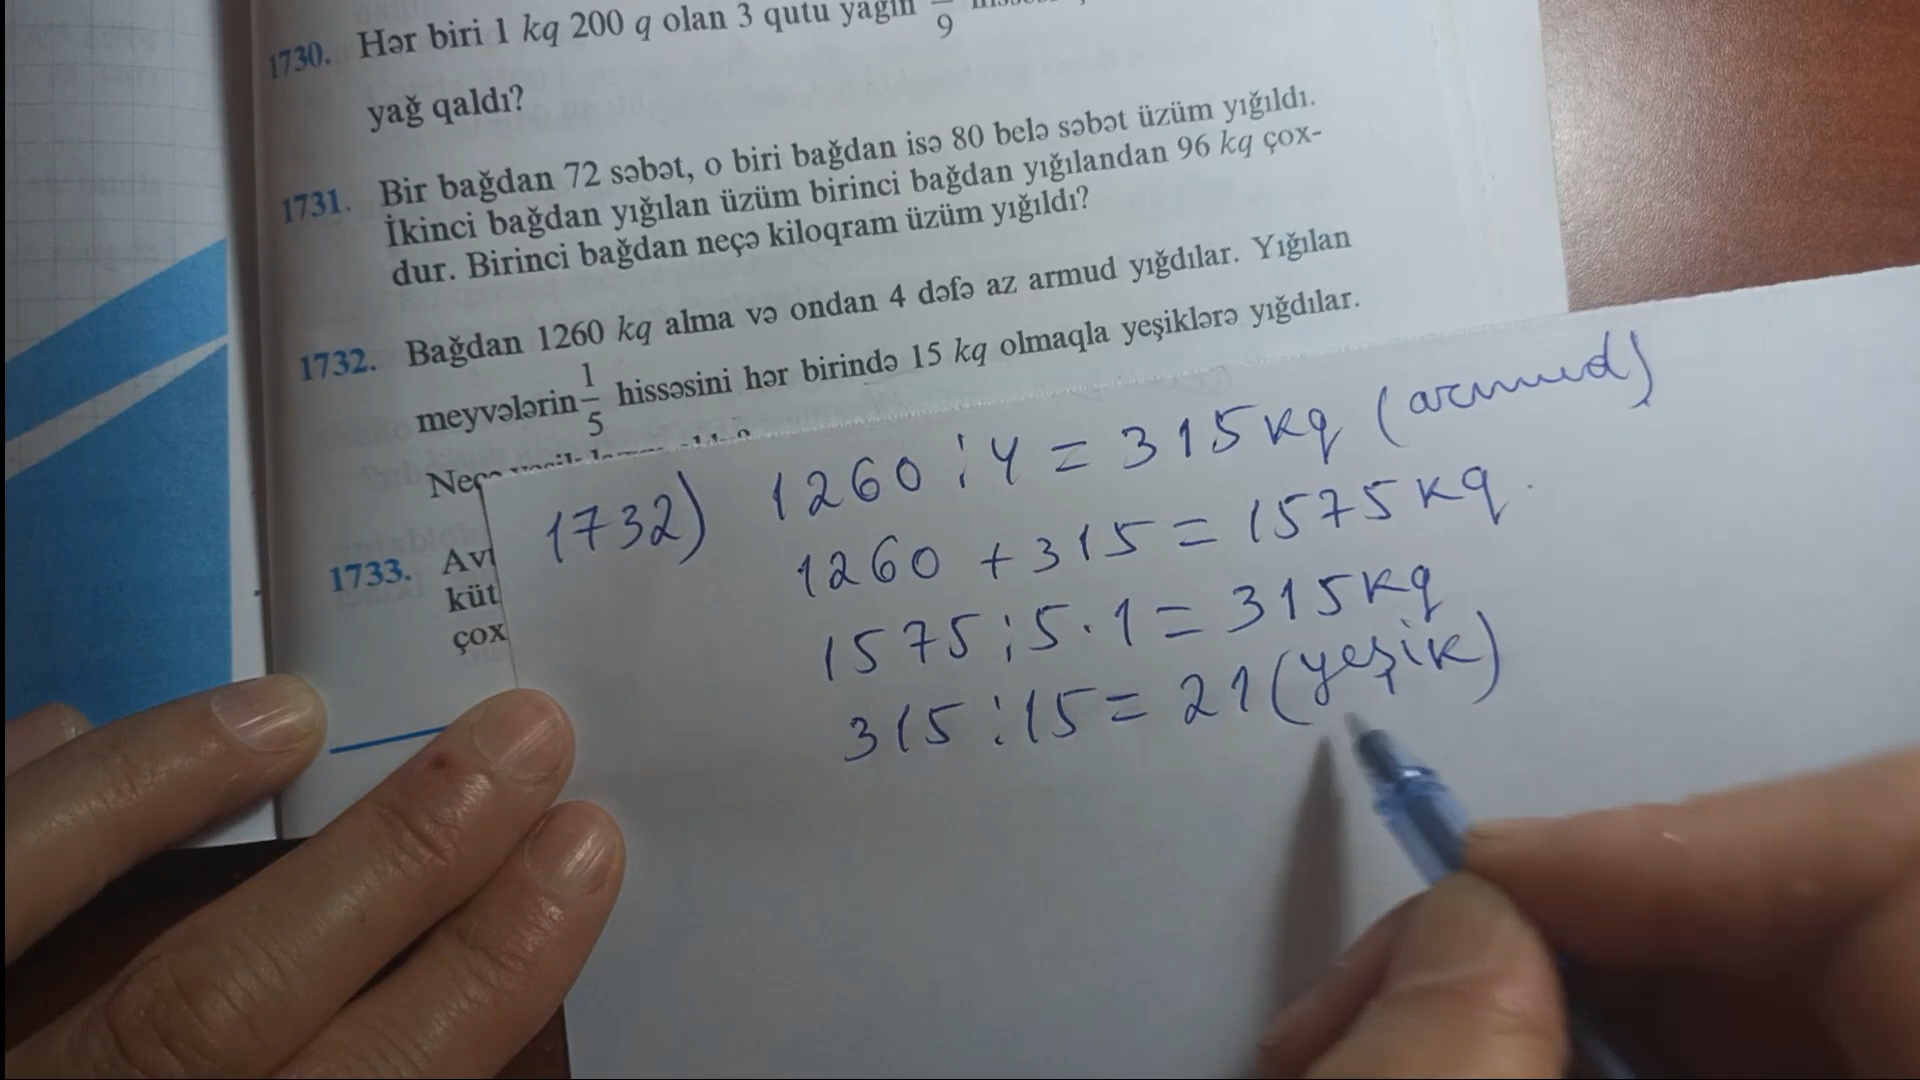 1730. Hər biri 1 kq 200 q olan 3 qutu yağın 9
yağ qaldı?
1731. Bir bağdan 72 səbət, o biri bağdan isə 80 belə səbət üzüm yığıldı.
İkinci bağdan yığılan üzüm birinci bağdan yığılandan 96 kq çox-
dur. Birinci bağdan neçə kiloqram üzüm yığıldı?
1732. Bağdan 1260 kq alma və ondan 4 dəfə az armud yığdılar. Yığılan
meyvələrin 1/5 hissəsini hər birində 15 kq olmaqla yeşiklərə yığdılar.
1733. Avt
küt
çox
1732) 1260 : 4 = 315 kq (armud)
1260 + 315 = 1575 kq.
1575 : 5 · 1 = 315 kq
315 : 15 = 21 (yeşik)